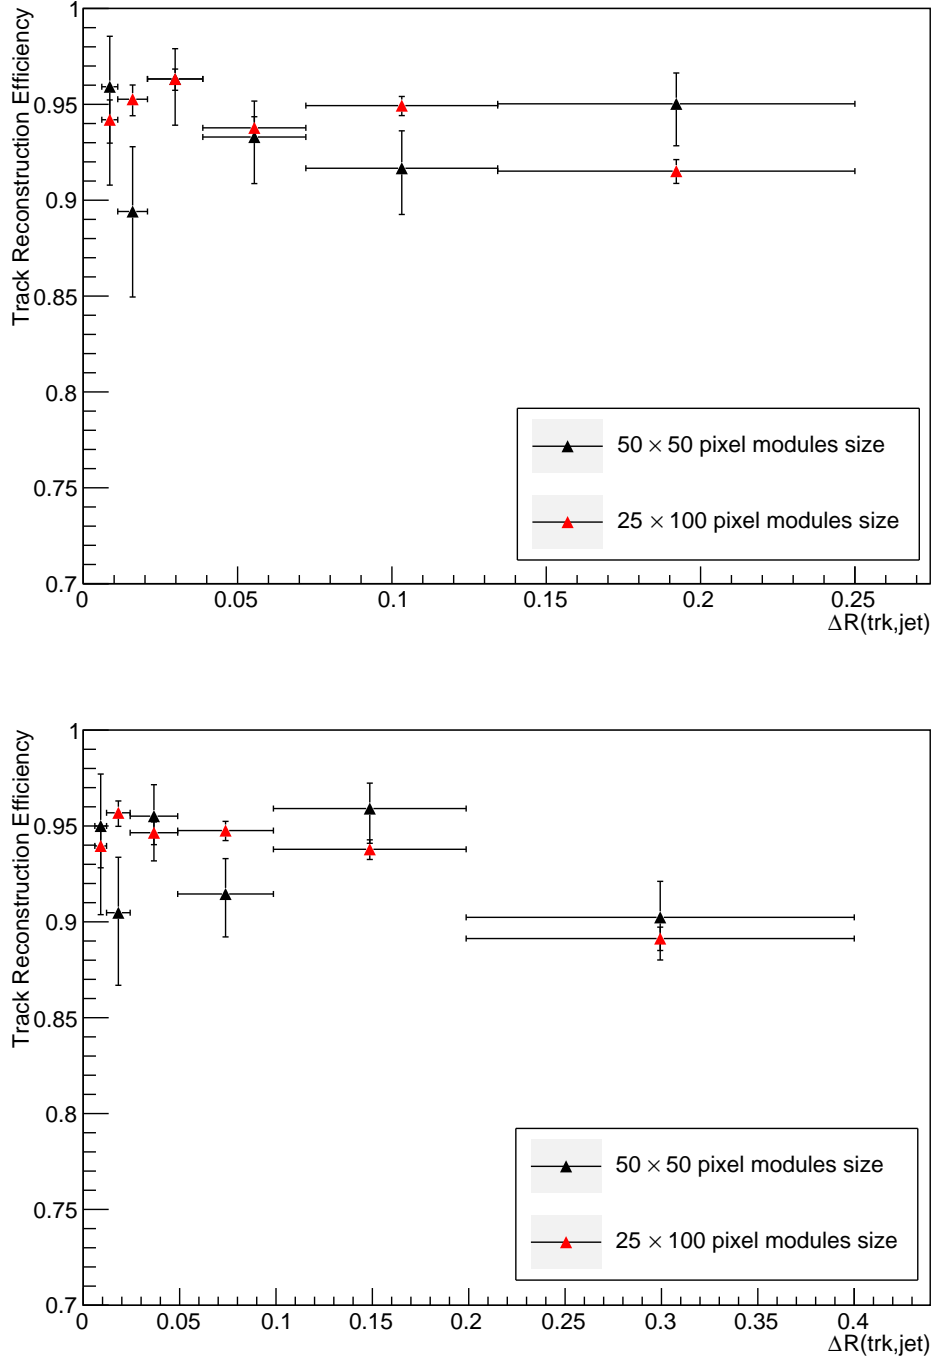 Track Reconstruction Efficiency
1
0.95
0.9
0.85
0.8
0.75
0.7
50 × 50 pixel modules size
25 × 100 pixel modules size
0 0.05 0.1 0.15 0.2 0.25
ΔR(trk,jet)
Track Reconstruction Efficiency
1
0.95
0.9
0.85
0.8
0.75
0.7
50 × 50 pixel modules size
25 × 100 pixel modules size
0 0.05 0.1 0.15 0.2 0.25 0.3 0.35 0.4
ΔR(trk,jet)